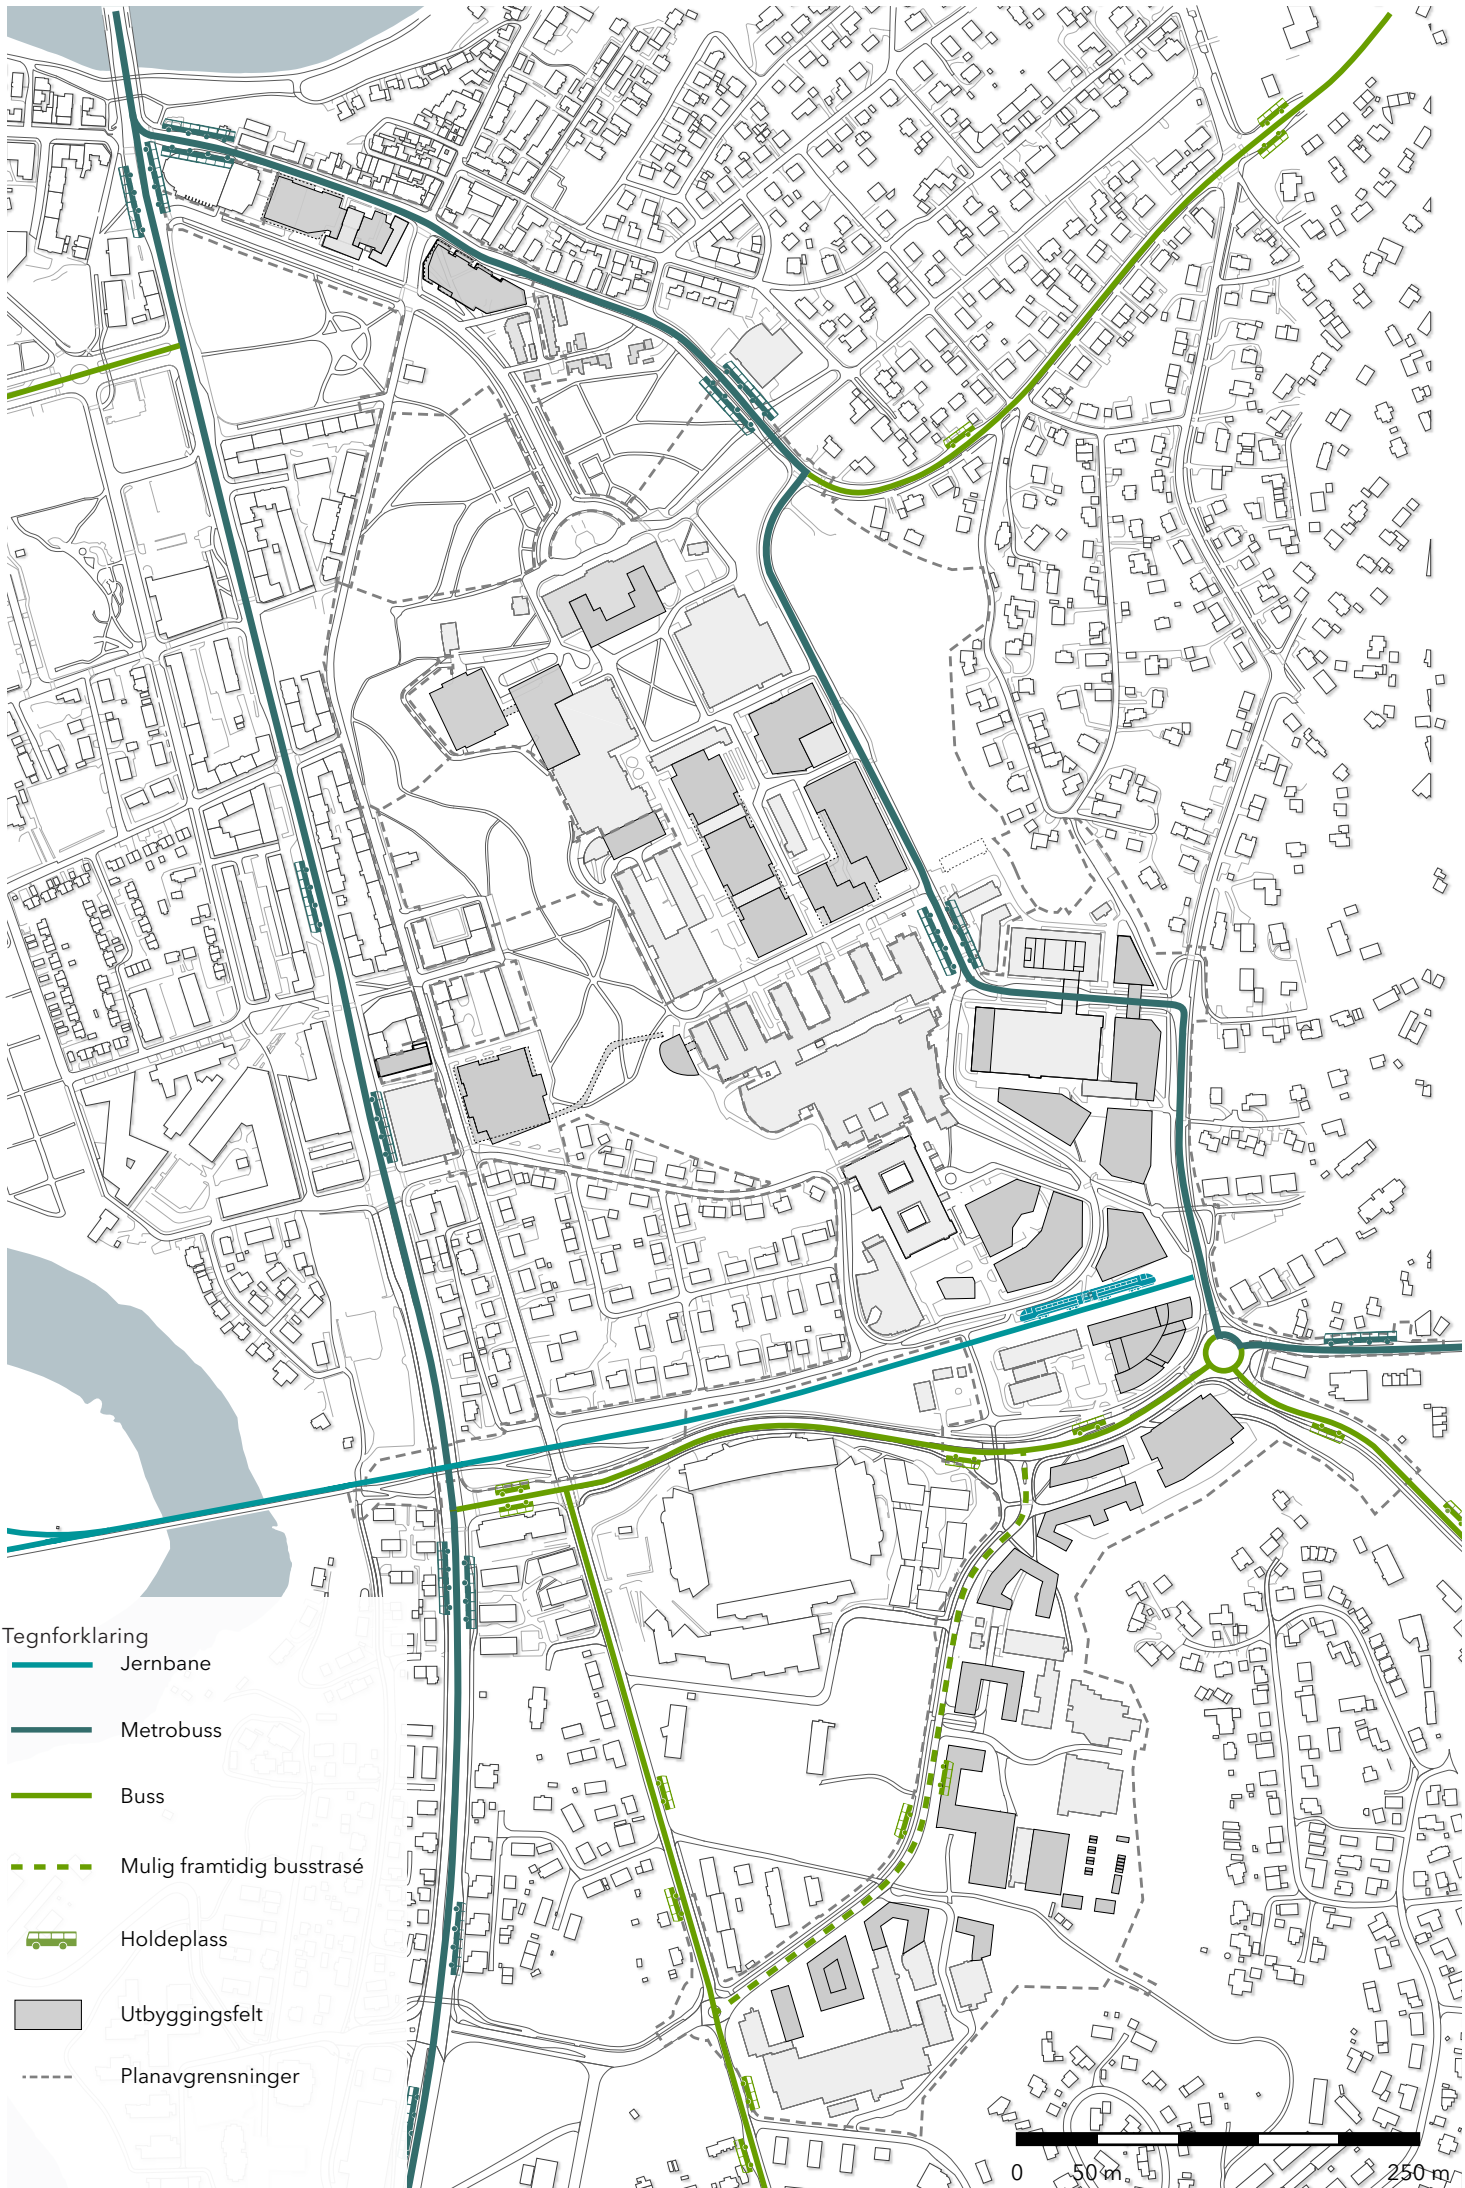 Tegnforklaring
Jernbane
Metrobuss
Buss
Mulig framtidig busstrasé
Holdeplass
Utbyggingsfelt
Planavgrensninger
0 50 m 250 m